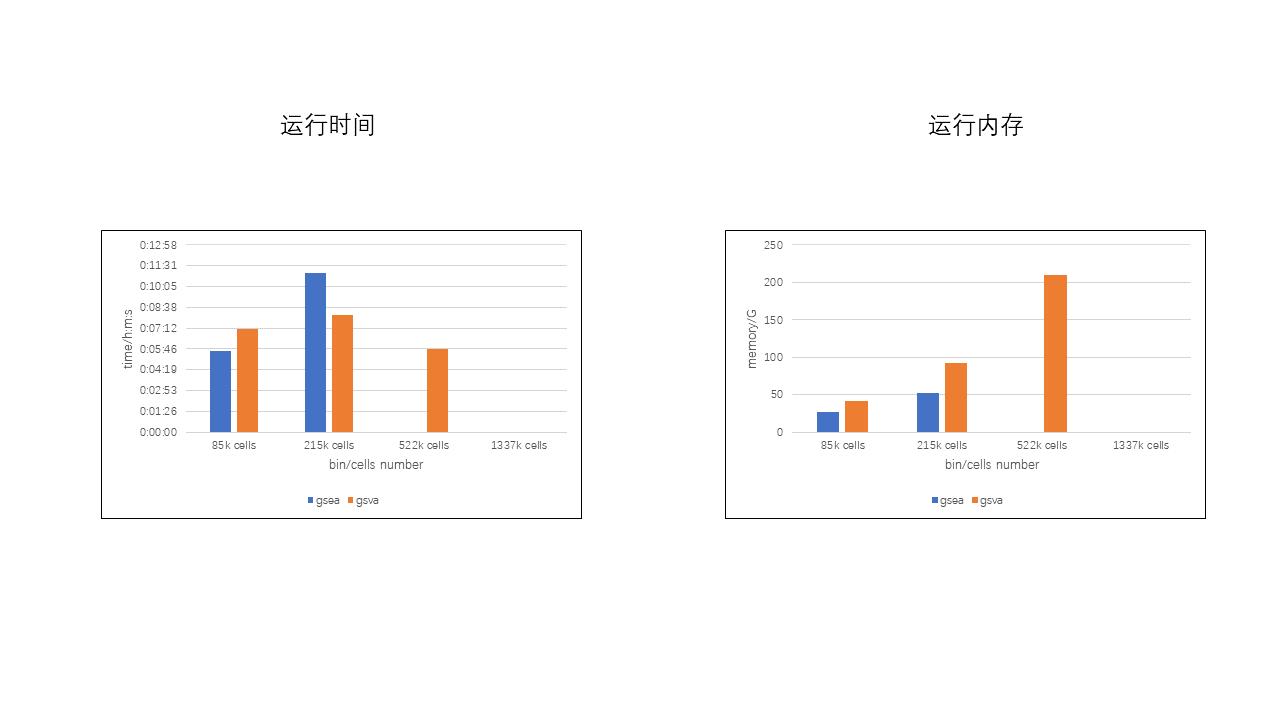 运行时间
运行内存
0:12:58
0:11:31
0:10:05
0:08:38
0:07:12
0:05:46
0:04:19
0:02:53
0:01:26
0:00:00
time/h:m:s
85k cells 215k cells 522k cells 1337k cells
bin/cells number
gsea gsva
250
200
150
100
50
0
memory/G
85k cells 215k cells 522k cells 1337k cells
bin/cells number
gsea gsva